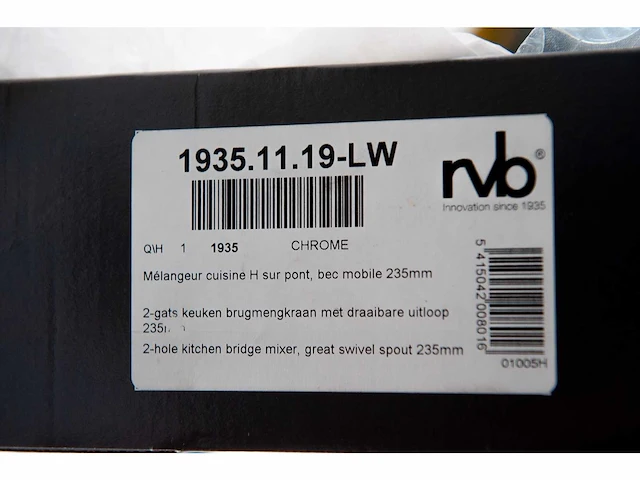 1935.11.19-LW
rvb®
Innovation since 1935
Q\H 1 1935 CHROME
Mélangeur cuisine H sur pont, bec mobile 235mm
2-gats keuken brugmengkraan met draaibare uitloop
2-hole kitchen bridge mixer, great swivel spout 235mm
5 415042 008016
01005H